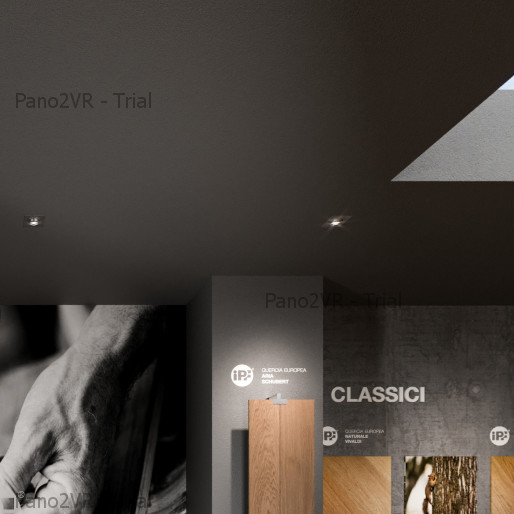 Pano2VR - Trial
Pano2VR - Trial
iP
QUERCIA EUROPEA
ARIA
SCHUBERT
CLASSICI
iP
QUERCIA EUROPEA
NATURALE
VIVALDI
iP
Pano2VR - Trial